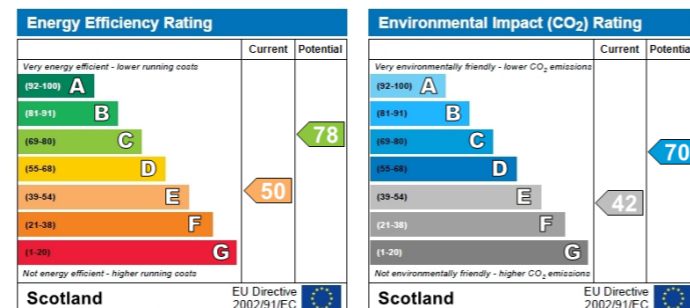 Energy Efficiency Rating
Current Potential
Very energy efficient - lower running costs
(92-100) A
(81-91) B
(69-80) C
78
(55-68) D
(39-54) E
50
(21-38) F
(1-20) G
Not energy efficient - higher running costs
Scotland
EU Directive
2002/91/EC
Environmental Impact (CO₂) Rating
Current Potential
Very environmentally friendly - lower CO₂ emissions
(92-100) A
(81-91) B
(69-80) C
70
(55-68) D
(39-54) E
42
(21-38) F
(1-20) G
Not environmentally friendly - higher CO₂ emissions
Scotland
EU Directive
2002/91/EC